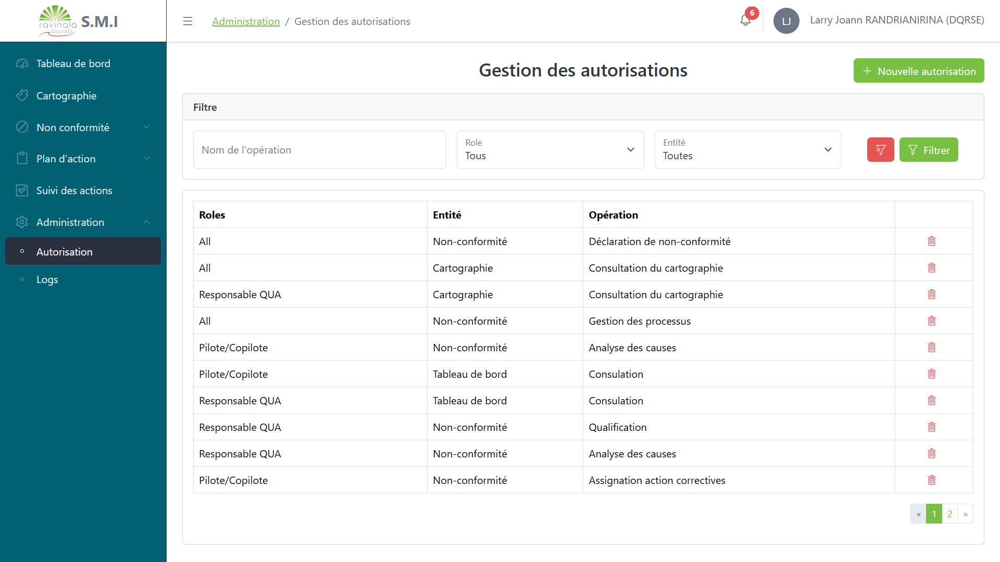 ravinala
airports
S.M.I
Administration / Gestion des autorisations
6
LJ
Larry Joann RANDRIANIRINA (DQRSE)
Tableau de bord
Cartographie
Non conformité
Plan d'action
Suivi des actions
Administration
Autorisation
Logs
Gestion des autorisations
Nouvelle autorisation
Filtre
Nom de l'opération
Role
Tous
Entité
Toutes
Filtrer
Roles Entité Opération
All Non-conformité Déclaration de non-conformité
All Cartographie Consultation du cartographie
Responsable QUA Cartographie Consultation du cartographie
All Non-conformité Gestion des processus
Pilote/Copilote Non-conformité Analyse des causes
Pilote/Copilote Tableau de bord Consulation
Responsable QUA Tableau de bord Consulation
Responsable QUA Non-conformité Qualification
Responsable QUA Non-conformité Analyse des causes
Pilote/Copilote Non-conformité Assignation action correctives
« 1 2 »